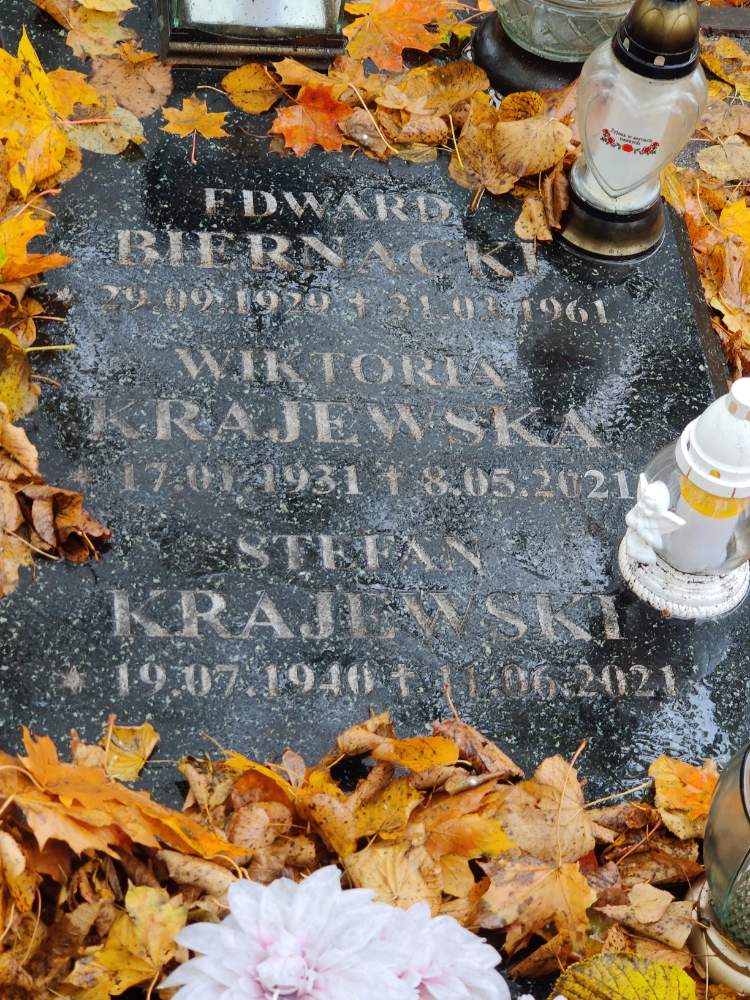 EDWARD
BIERNACKI
* 29.09.1929 † 31.03.1961
WIKTORIA
KRAJEWSKA
* 17.01.1931 † 8.05.2021
STEFAN
KRAJEWSKI
* 19.07.1940 † 11.06.2021